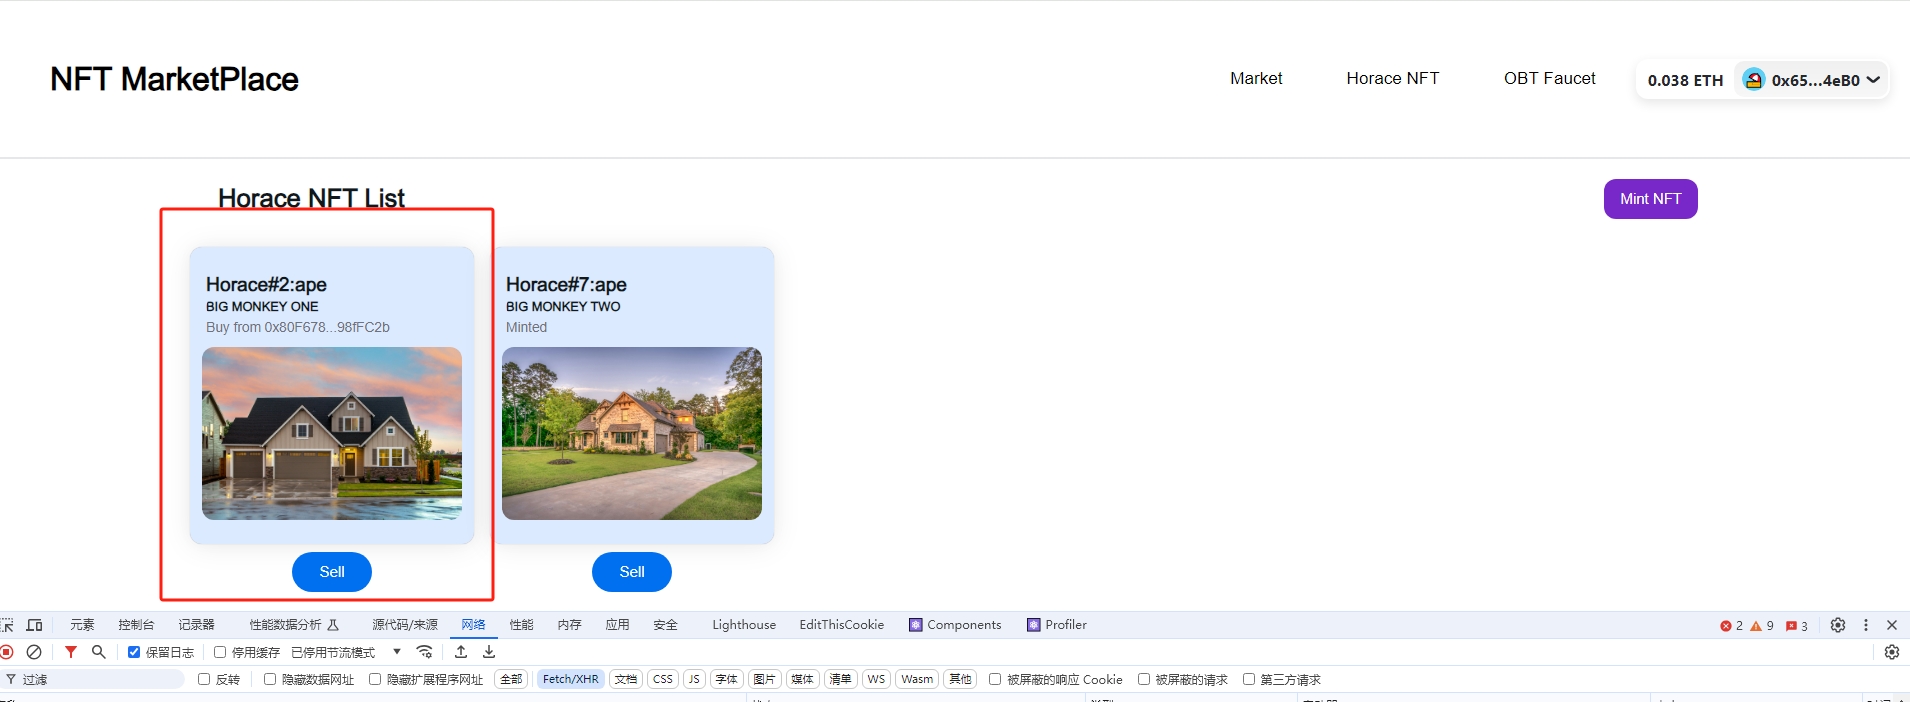 NFT MarketPlace
Market
Horace NFT
OBT Faucet
0.038 ETH
0x65...4eB0
Horace NFT List
Mint NFT
Horace#2:ape
BIG MONKEY ONE
Buy from 0x80F678...98fFC2b
Sell
Horace#7:ape
BIG MONKEY TWO
Minted
Sell
元素 控制台 记录器 性能数据分析 源代码/来源 网络 性能 内存 应用 安全 Lighthouse EditThisCookie Components Profiler 2 9 3
保留日志 停用缓存 已停用节流模式
过滤 反转 隐藏数据网址 隐藏扩展程序网址 全部 Fetch/XHR 文档 CSS JS 字体 图片 媒体 清单 WS Wasm 其他 被屏蔽的响应 Cookie 被屏蔽的请求 第三方请求